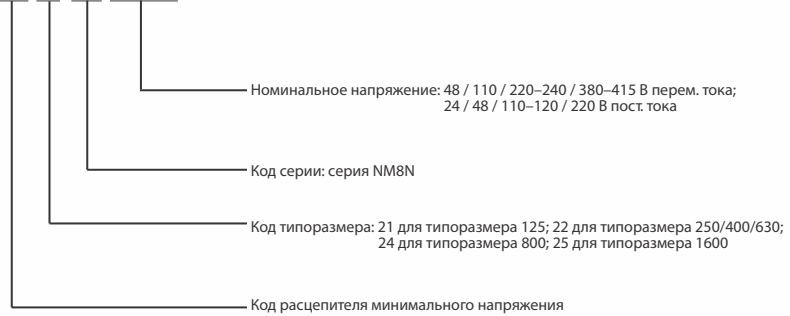 Номинальное напряжение: 48 / 110 / 220–240 / 380–415 В перем. тока;
24 / 48 / 110–120 / 220 В пост. тока
Код серии: серия NM8N
Код типоразмера: 21 для типоразмера 125; 22 для типоразмера 250/400/630;
24 для типоразмера 800; 25 для типоразмера 1600
Код расцепителя минимального напряжения